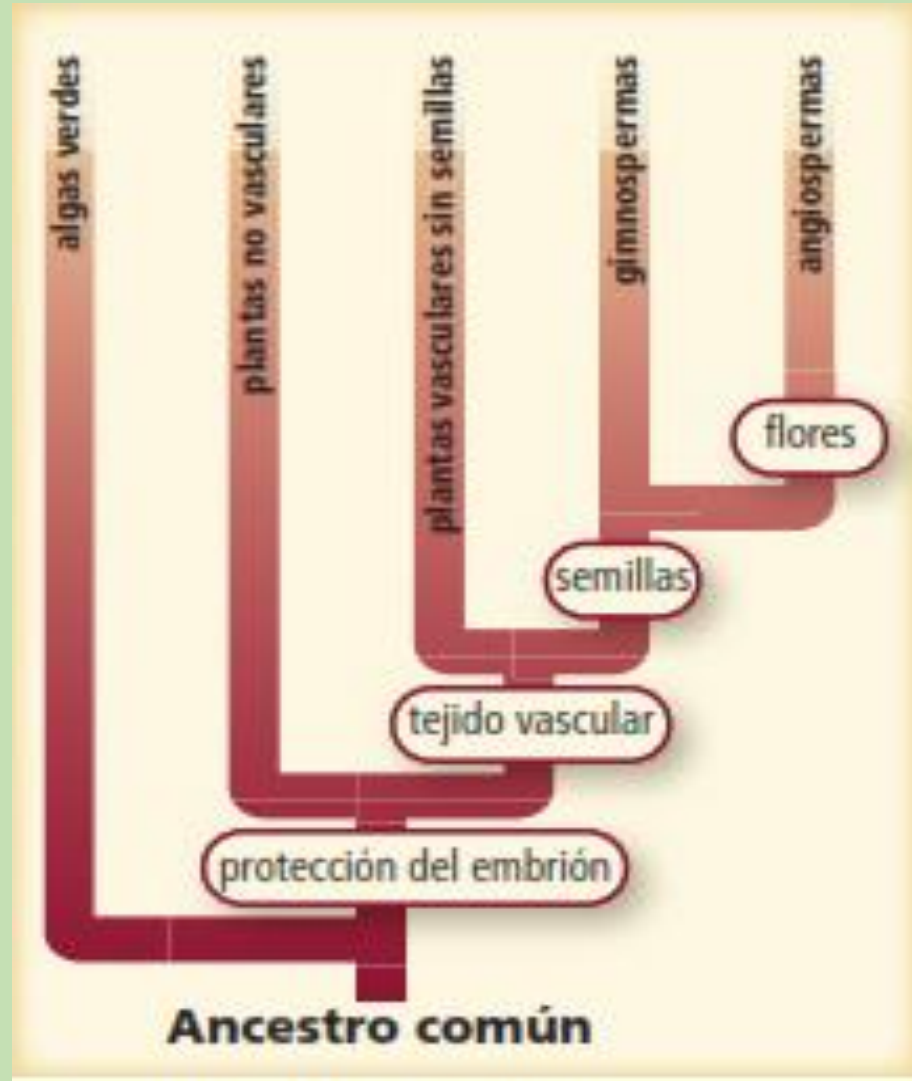 algas verdes
plantas no vasculares
plantas vasculares sin semillas
gimnospermas
angiospermas
flores
semillas
tejido vascular
protección del embrión
Ancestro común